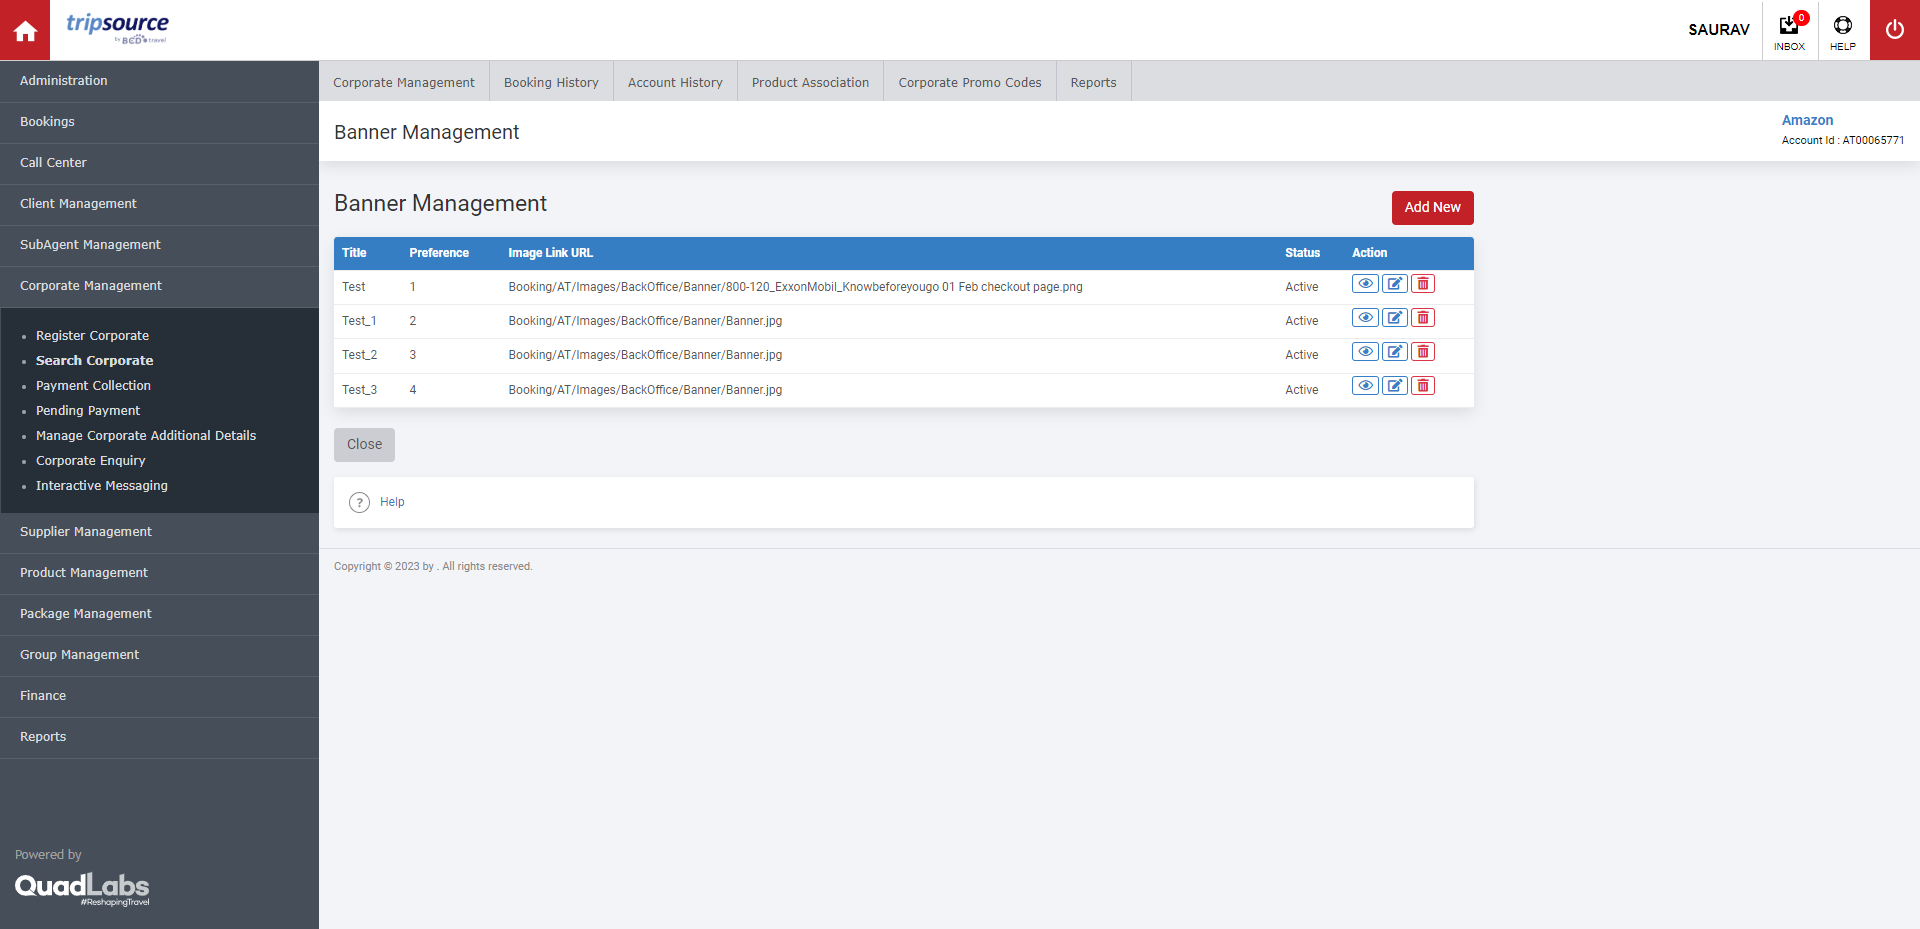 tripsource
by BCD travel
SAURAV
0
INBOX
HELP
Administration
Bookings
Call Center
Client Management
SubAgent Management
Corporate Management
Register Corporate
Search Corporate
Payment Collection
Pending Payment
Manage Corporate Additional Details
Corporate Enquiry
Interactive Messaging
Supplier Management
Product Management
Package Management
Group Management
Finance
Reports
Powered by
QuadLabs
#ReshapingTravel
Corporate Management Booking History Account History Product Association Corporate Promo Codes Reports
Banner Management
Amazon
Account Id : AT00065771
Banner Management
Add New
Title Preference Image Link URL Status Action
Test 1 Booking/AT/Images/BackOffice/Banner/800-120_ExxonMobil_Knowbeforeyougo 01 Feb checkout page.png Active
Test_1 2 Booking/AT/Images/BackOffice/Banner/Banner.jpg Active
Test_2 3 Booking/AT/Images/BackOffice/Banner/Banner.jpg Active
Test_3 4 Booking/AT/Images/BackOffice/Banner/Banner.jpg Active
Close
? Help
Copyright © 2023 by . All rights reserved.